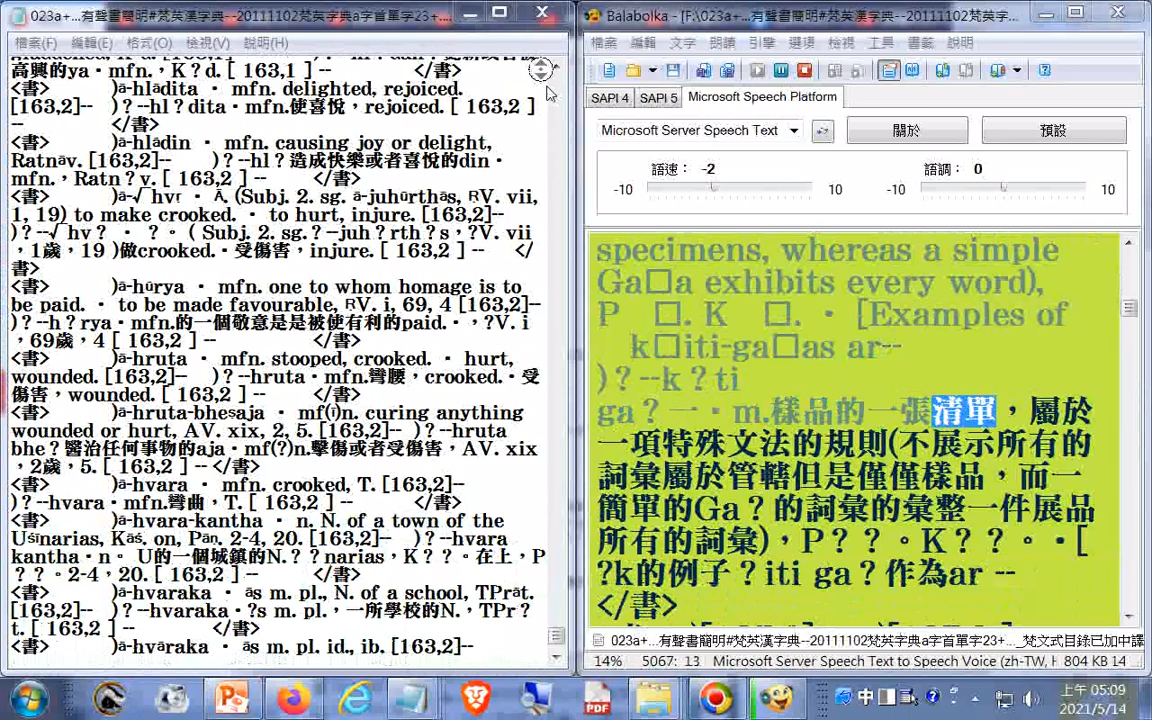 023a+...有聲書簡明#梵英漢字典--20111102梵英字典a字首單字23+...
檔案(F) 編輯(E) 格式(O) 檢視(V) 說明(H)
高興的ya‧mfn.，K？d. [ 163,1 ] -- </書>
<書> )ā-hlādita ‧ mfn. delighted, rejoiced.
[163,2]-- )？--hl？dita‧mfn.使喜悅，rejoiced. [ 163,2 ]
-- </書>
<書> )ā-hlādin ‧ mfn. causing joy or delight,
Ratnāv. [163,2]-- )？--hl？造成快樂或者喜悅的din‧
mfn.，Ratn？v. [ 163,2 ] -- </書>
<書> )ā-√hvṛ ‧ Ā. (Subj. 2. sg. ā-juhūrthās, ṚV. vii,
1, 19) to make crooked. ‧ to hurt, injure. [163,2]--
)？--√hv？ ‧ ？。( Subj. 2. sg.？--juh？rth？s，?V. vii
，1歲，19 )做crooked.‧受傷害，injure. [ 163,2 ] -- </
書>
<書> )ā-hūrya ‧ mfn. one to whom homage is to
be paid. ‧ to be made favourable, ṚV. i, 69, 4 [163,2]--
)？--h？rya‧mfn.的一個敬意是是被使有利的paid.‧，?V. i
，69歲，4 [ 163,2 ] -- </書>
<書> )ā-hruta ‧ mfn. stooped, crooked. ‧ hurt,
wounded. [163,2]-- )？--hruta‧mfn.彎腰，crooked.‧受
傷害，wounded. [ 163,2 ] -- </書>
<書> )ā-hruta-bheṣaja ‧ mf(ī)n. curing anything
wounded or hurt, AV. xix, 2, 5. [163,2]-- )？--hruta
bhe？醫治任何事物的aja‧mf(?)n.擊傷或者受傷害，AV. xix
，2歲，5. [ 163,2 ] -- </書>
<書> )ā-hvara ‧ mfn. crooked, T. [163,2]--
)？--hvara‧mfn.彎曲，T. [ 163,2 ] -- </書>
<書> )ā-hvara-kantha ‧ n. N. of a town of the
Uśīnarias, Kāś. on, Pāṇ. 2-4, 20. [163,2]-- )？--hvara
kantha‧n。 U的一個城鎮的N.？？narias，K？？。在上，P
？？。2-4，20. [ 163,2 ] -- </書>
<書> )ā-hvaraka ‧ ās m. pl., N. of a school, TPrāt.
[163,2]-- )？--hvaraka‧?s m. pl.，一所學校的N.，TPr？
t. [ 163,2 ] -- </書>
<書> )ā-hvāraka ‧ ās m. pl. id., ib. [163,2]--
Balabolka - [F:\023a+...有聲書簡明#梵英漢字典--20111102梵英字...
檔案 編輯 文字 朗讀 引擎 選項 檢視 工具 書籤 說明
SAPI 4 SAPI 5 Microsoft Speech Platform
Microsoft Server Speech Text 關於 預設
語速： -2 語調： 0
-10 10 -10 10
specimens, whereas a simple
Ga□a exhibits every word),
P □. K □. ‧ [Examples of
k□iti-ga□as ar--
)？--k？ti
ga？一‧m.樣品的一張清單，屬於
一項特殊文法的規則(不展示所有的
詞彙屬於管轄但是僅僅樣品，而一
簡單的Ga？的詞彙的彙整一件展品
所有的詞彙)，P？？。K？？。‧[
?k的例子？iti ga？作為ar --
</書>
023a+...有聲書簡明#梵英漢字典--20111102梵英字典a字首單字23+..._梵文式目錄已加中譯
14% 5067: 13 Microsoft Server Speech Text to Speech Voice (zh-TW, H 804 KB 14
PDF 中 上午 05:09
2021/5/14